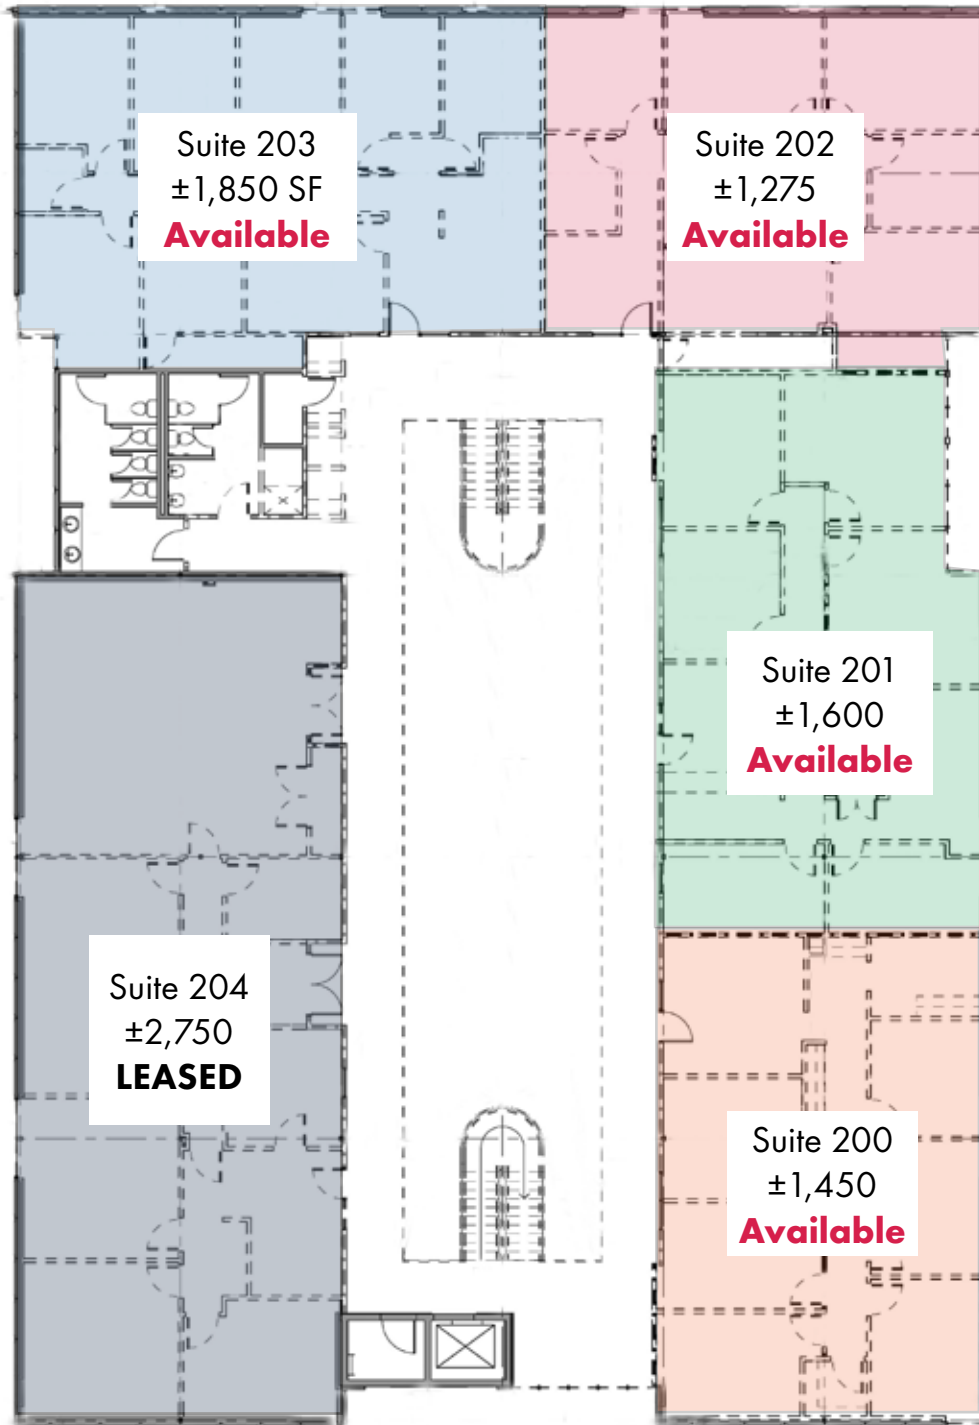 Suite 203
±1,850 SF
Available
Suite 202
±1,275
Available
Suite 201
±1,600
Available
Suite 204
±2,750
LEASED
Suite 200
±1,450
Available